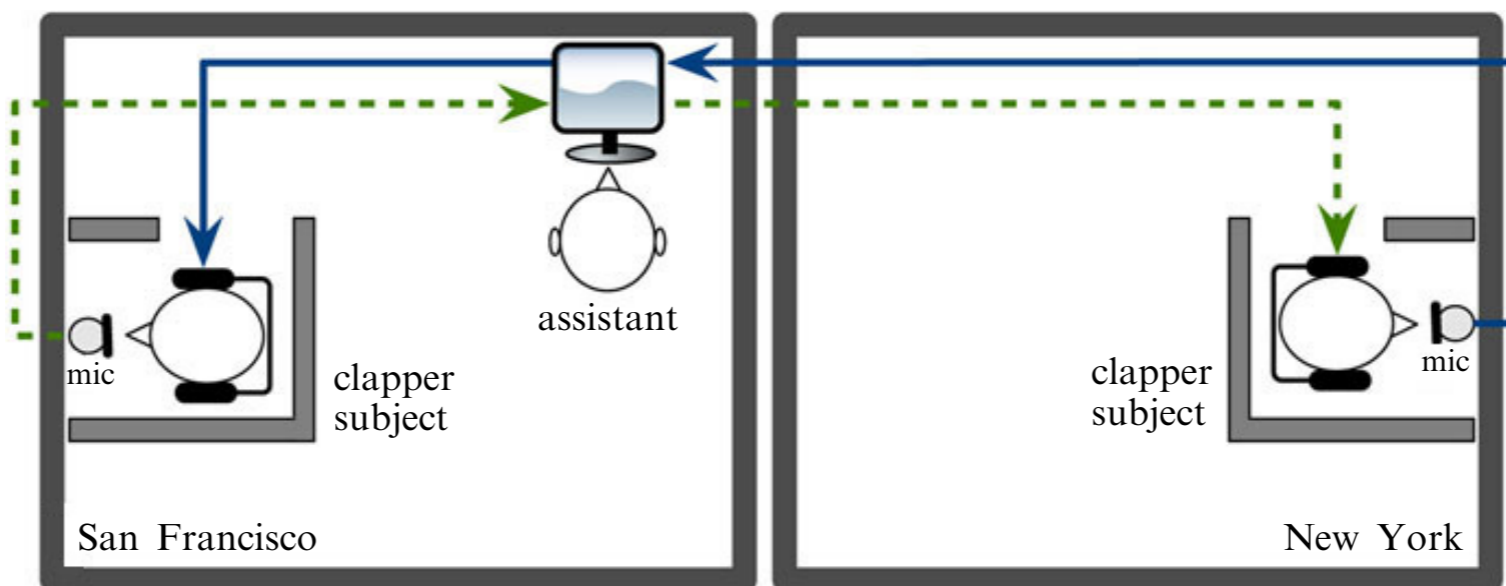 assistant
mic
clapper
subject
clapper
subject
mic
San Francisco
New York